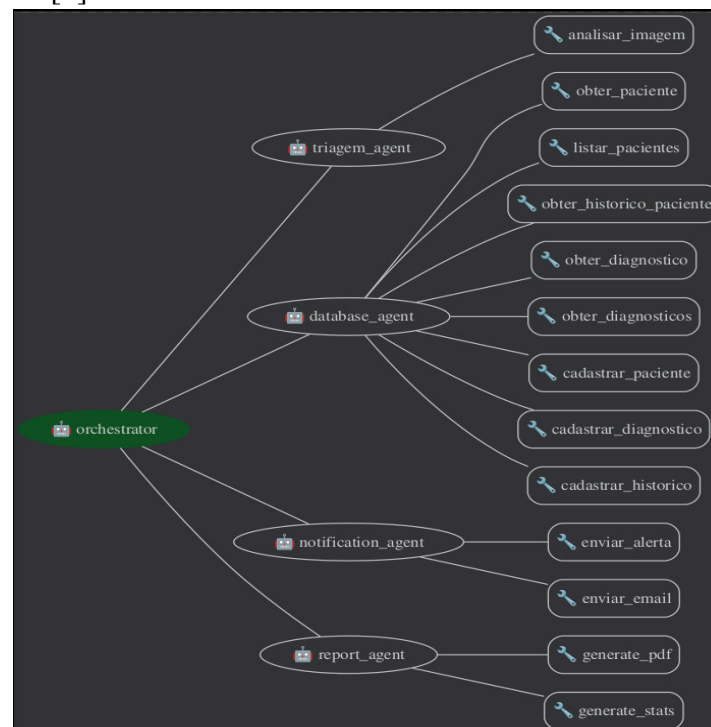 analisar_imagem
obter_paciente
triagem_agent
listar_pacientes
obter_historico_paciente
obter_diagnostico
database_agent
obter_diagnosticos
cadastrar_paciente
orchestrator
cadastrar_diagnostico
cadastrar_historico
notification_agent
enviar_alerta
enviar_email
report_agent
generate_pdf
generate_stats